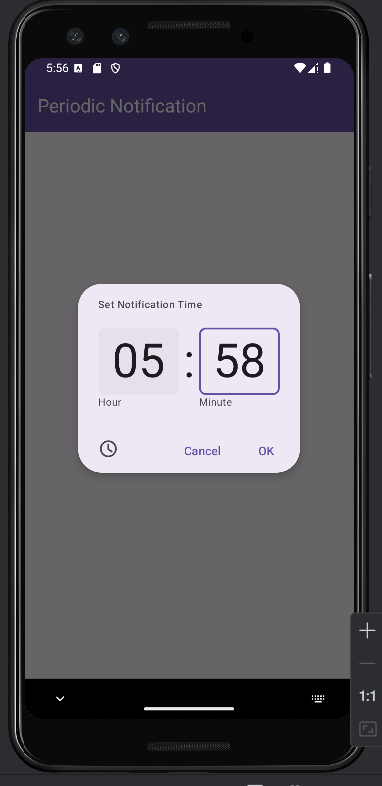 5:56
Periodic Notification
Set Notification Time
05 : 58
Hour Minute
Cancel OK
1:1